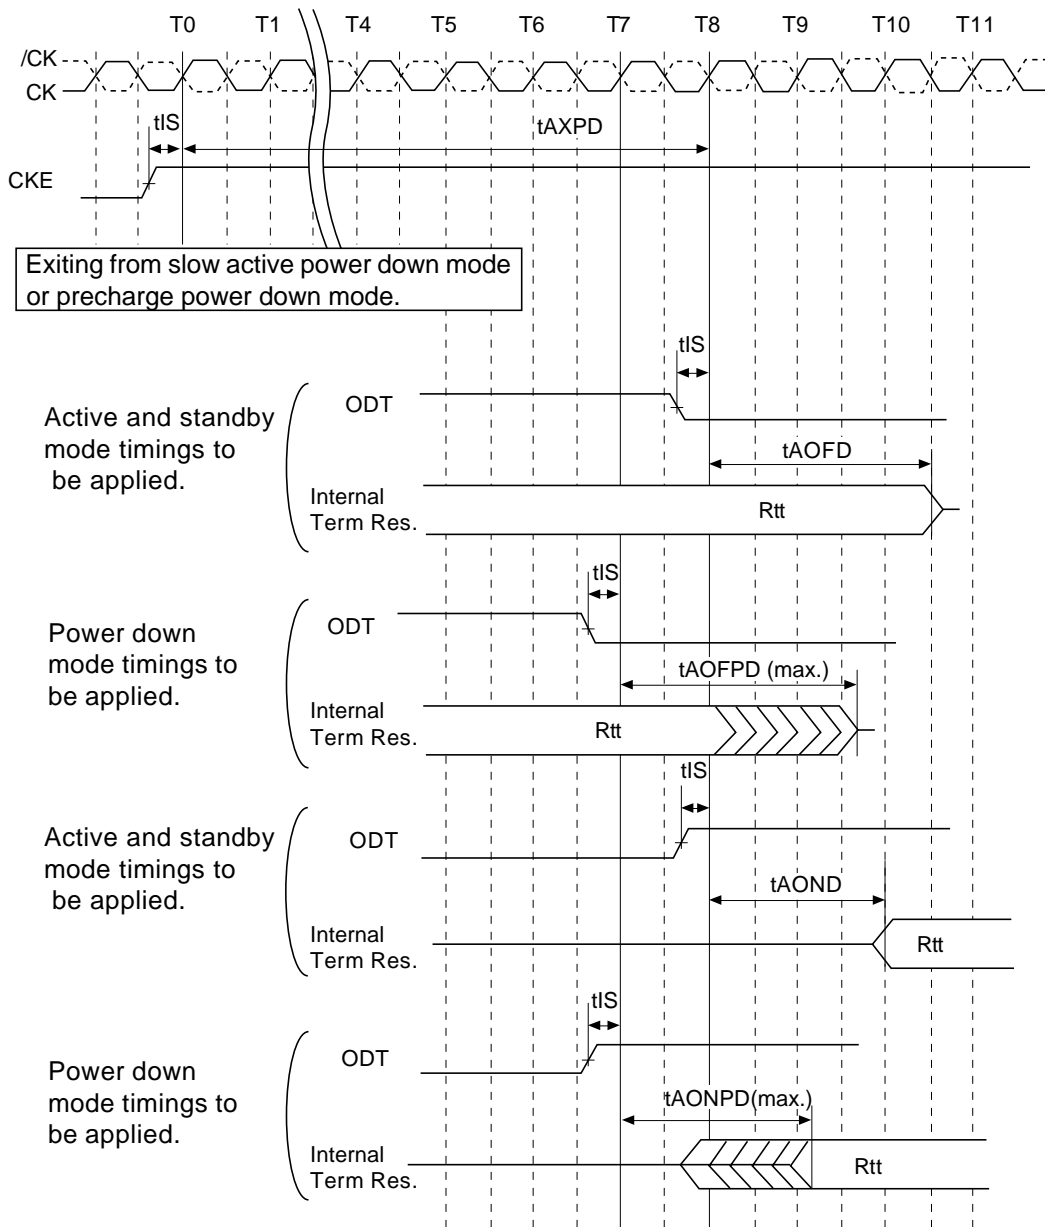 T0 T1 T4 T5 T6 T7 T8 T9 T10 T11
/CK
CK
tIS
tAXPD
CKE
Exiting from slow active power down mode
or precharge power down mode.
tIS
Active and standby
mode timings to
be applied.
ODT
tAOFD
Internal
Term Res.
Rtt
tIS
Power down
mode timings to
be applied.
ODT
tAOFPD (max.)
Internal
Term Res.
Rtt
tIS
Active and standby
mode timings to
be applied.
ODT
tAOND
Internal
Term Res.
Rtt
tIS
Power down
mode timings to
be applied.
ODT
tAONPD(max.)
Internal
Term Res.
Rtt